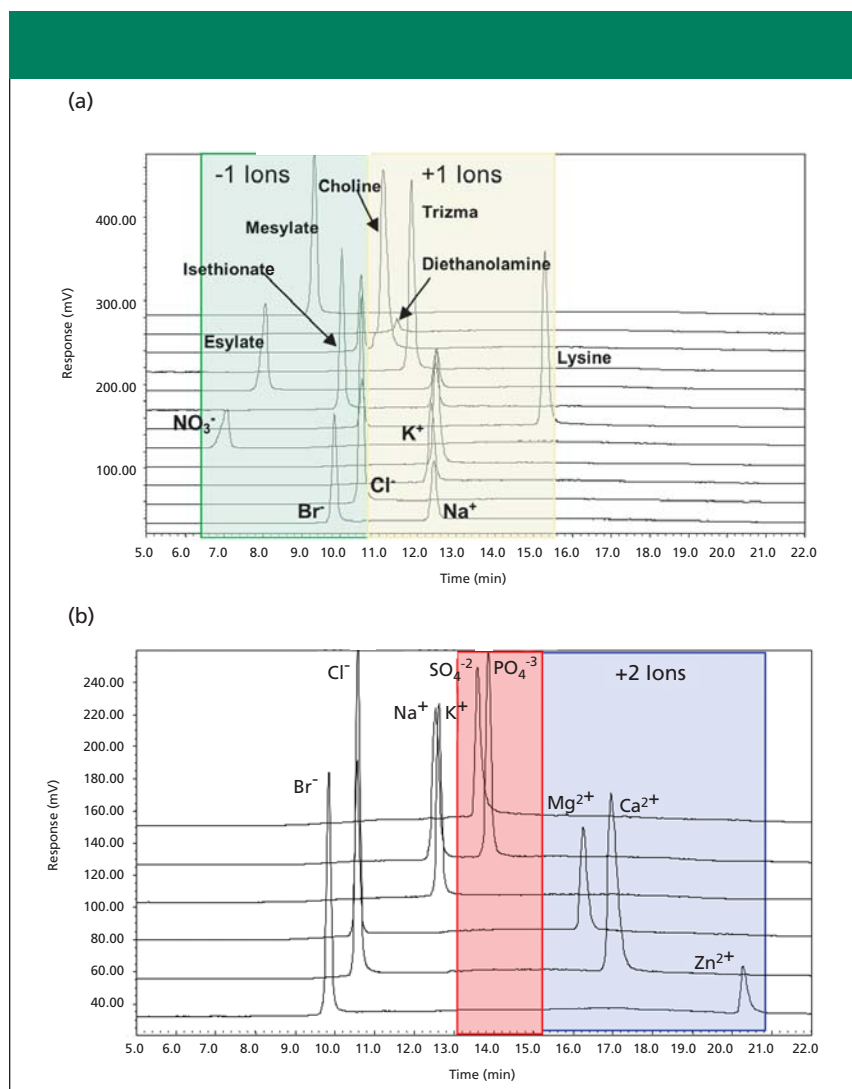 (a)
-1 Ions
+1 Ions
Choline
Mesylate
Trizma
Isethionate
Diethanolamine
Esylate
Lysine
NO₃⁻
K⁺
Cl⁻
Br⁻
Na⁺
Response (mV)
400.00
300.00
200.00
100.00
5.0 6.0 7.0 8.0 9.0 10.0 11.0 12.0 13.0 14.0 15.0 16.0 17.0 18.0 19.0 20.0 21.0 22.0
Time (min)
(b)
Cl⁻
SO₄⁻²
PO₄⁻³
+2 Ions
Na⁺
K⁺
Br⁻
Mg²⁺
Ca²⁺
Zn²⁺
Response (mV)
240.00
220.00
200.00
180.00
160.00
140.00
120.00
100.00
80.00
60.00
40.00
5.0 6.0 7.0 8.0 9.0 10.0 11.0 12.0 13.0 14.0 15.0 16.0 17.0 18.0 19.0 20.0 21.0 22.0
Time (min)